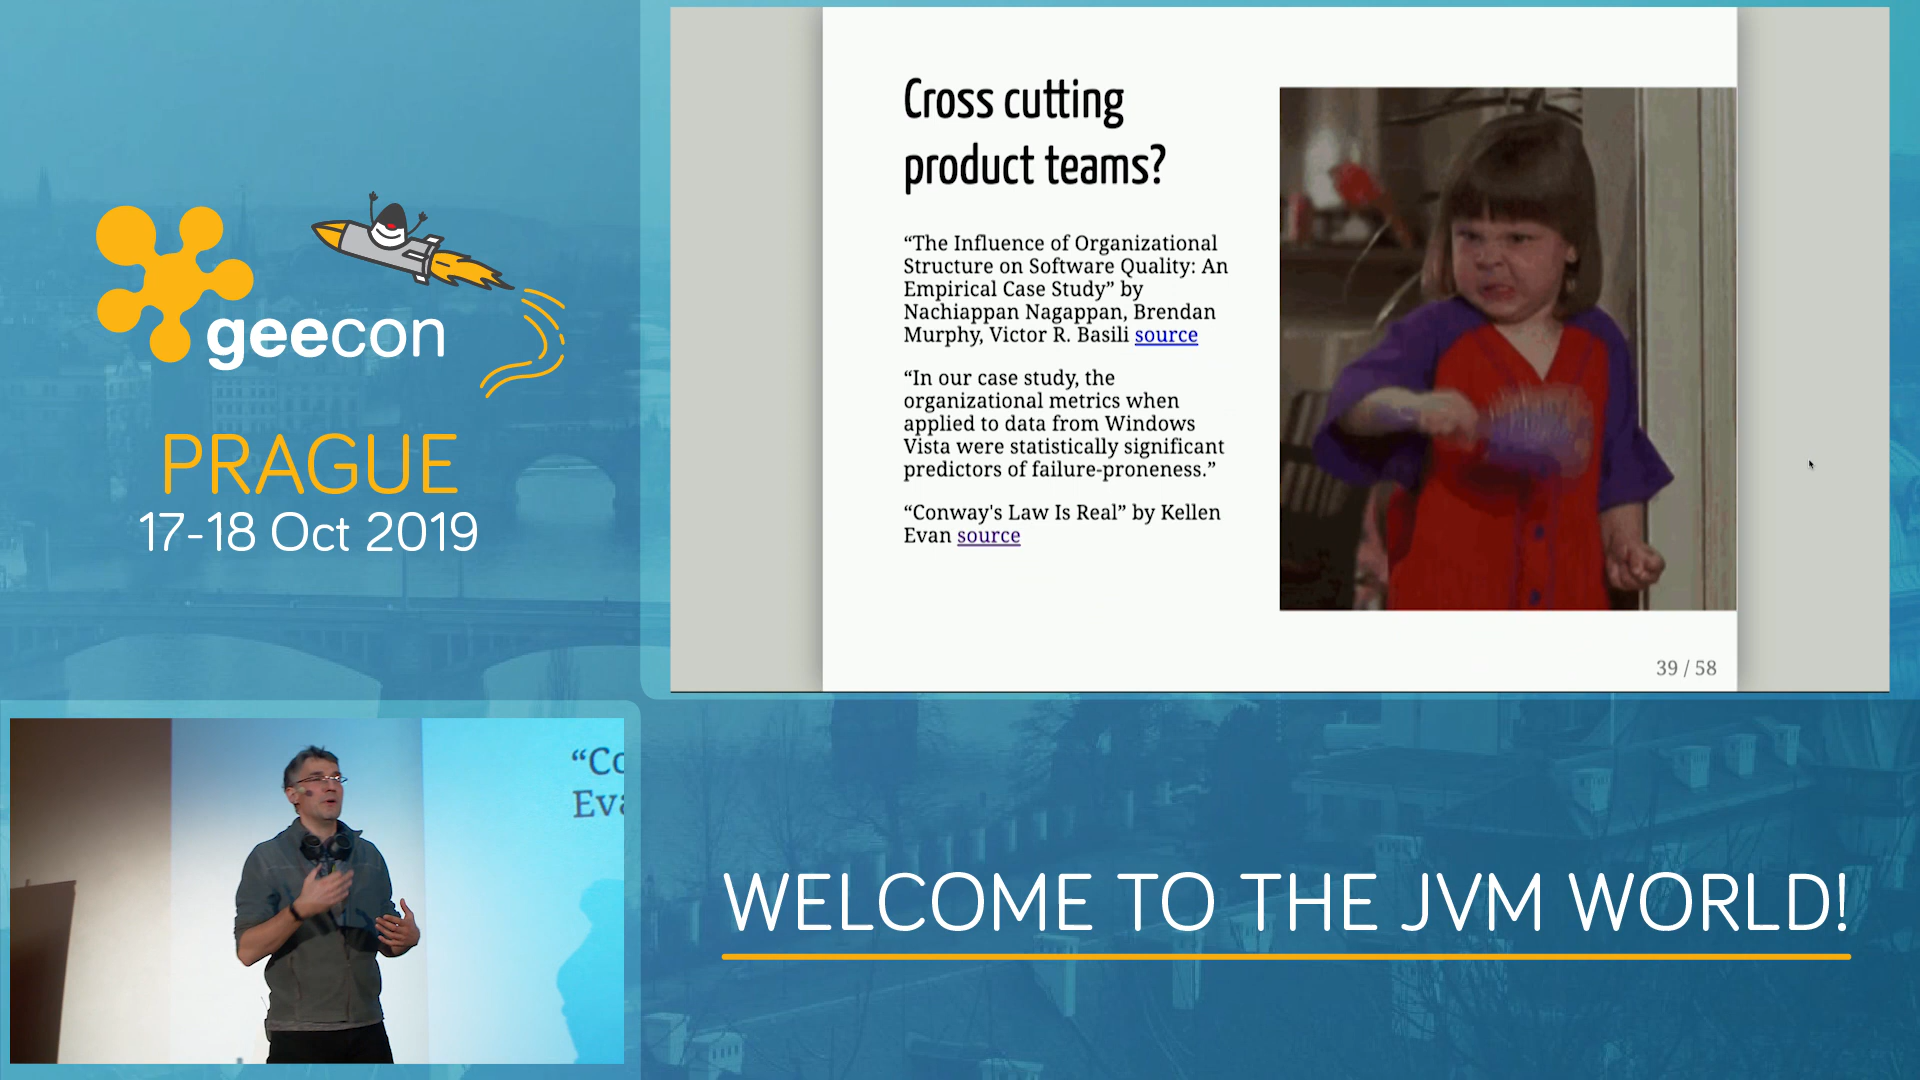 geecon
PRAGUE
17-18 Oct 2019
Cross cutting
product teams?
“The Influence of Organizational
Structure on Software Quality: An
Empirical Case Study” by
Nachiappan Nagappan, Brendan
Murphy, Victor R. Basili source
“In our case study, the
organizational metrics when
applied to data from Windows
Vista were statistically significant
predictors of failure-proneness.”
“Conway's Law Is Real” by Kellen
Evan source
39 / 58
“Co
Eva
WELCOME TO THE JVM WORLD!